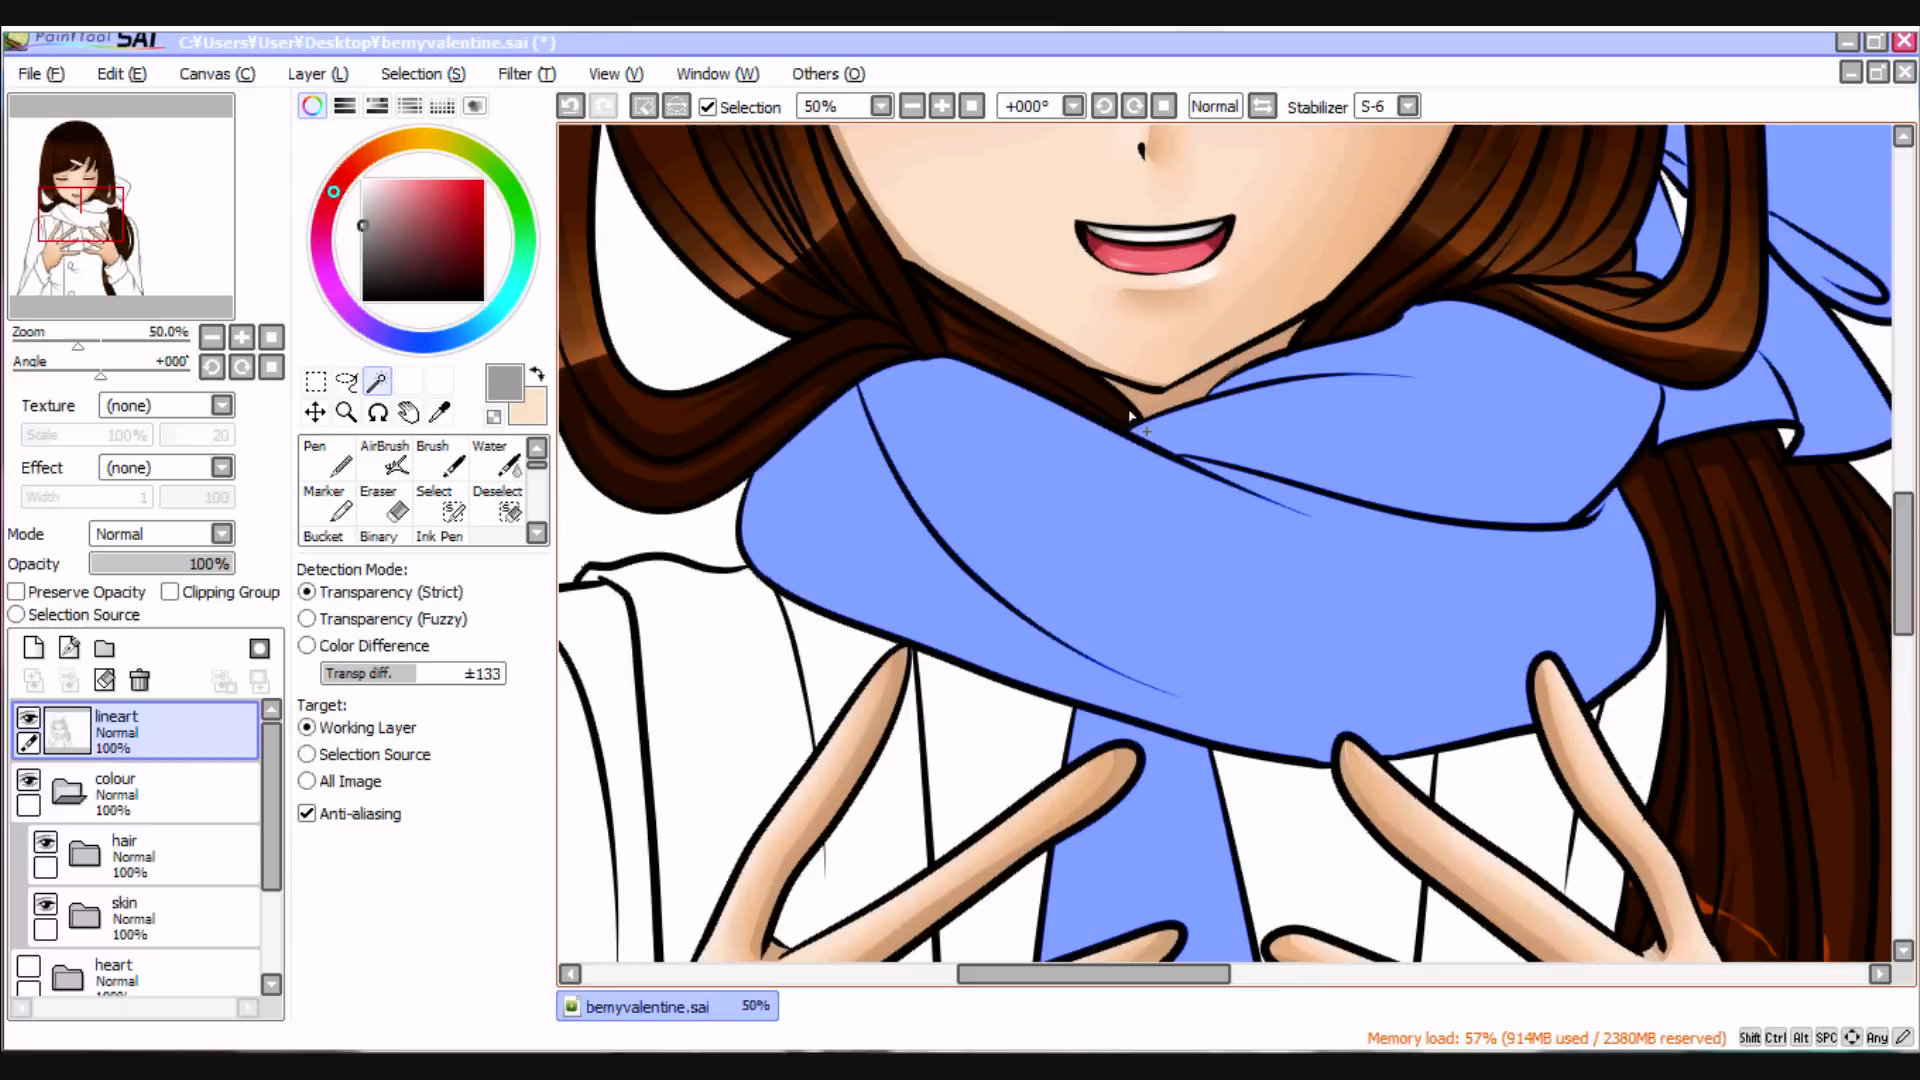 PaintTool SAI C:¥Users¥User¥Desktop¥bemyvalentine.sai (*)
File (F) Edit (E) Canvas (C) Layer (L) Selection (S) Filter (T) View (V) Window (W) Others (O)
Selection 50% +000° Normal Stabilizer S-6
Zoom 50.0%
Angle +000°
Texture (none)
Scale 100% 20
Effect (none)
Width 1 100
Mode Normal
Opacity 100%
Preserve Opacity Clipping Group
Selection Source
lineart
Normal
100%
colour
Normal
100%
hair
Normal
100%
skin
Normal
100%
heart
Normal
Pen AirBrush Brush Water
Marker Eraser Select Deselect
Bucket Binary Ink Pen
Detection Mode:
Transparency (Strict)
Transparency (Fuzzy)
Color Difference
Transp diff. ±133
Target:
Working Layer
Selection Source
All Image
Anti-aliasing
bemyvalentine.sai 50%
Memory load: 57% (914MB used / 2380MB reserved) Shift Ctrl Alt SPC Any